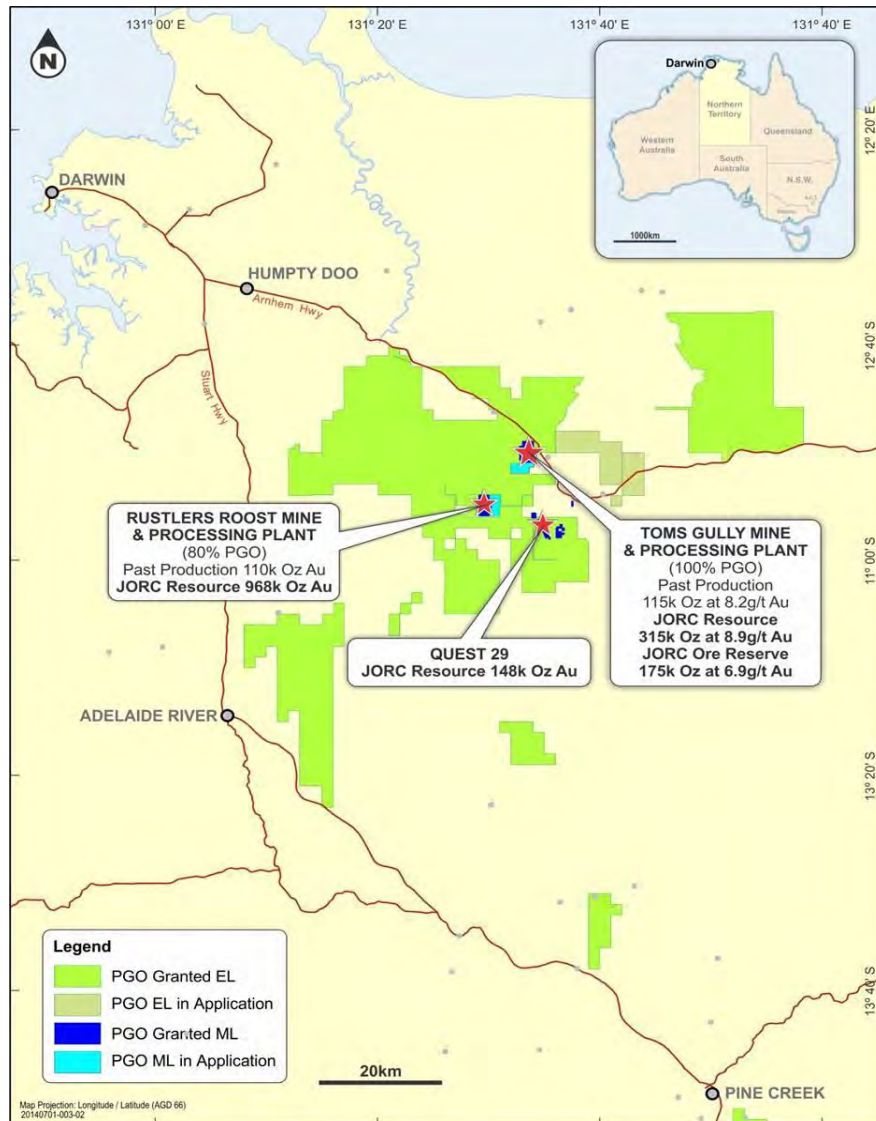 131° 00' E
131° 20' E
131° 40' E
131° 40' E
N
Darwin
Northern
Territory
Western
Australia
Queensland
South
Australia
N.S.W.
1000km
12° 20' S
DARWIN
HUMPTY DOO
Arnhem Hwy
Stuart Hwy
12° 40' S
RUSTLERS ROOST MINE
& PROCESSING PLANT
(80% PGO)
Past Production 110k Oz Au
JORC Resource 968k Oz Au
TOMS GULLY MINE
& PROCESSING PLANT
(100% PGO)
Past Production
115k Oz at 8.2g/t Au
JORC Resource
315k Oz at 8.9g/t Au
JORC Ore Reserve
175k Oz at 6.9g/t Au
11° 00' S
QUEST 29
JORC Resource 148k Oz Au
ADELAIDE RIVER
13° 20' S
Legend
PGO Granted EL
PGO EL in Application
PGO Granted ML
PGO ML in Application
20km
13° 40' S
PINE CREEK
Map Projection: Longitude / Latitude (AGD 66)
20140701-003-02